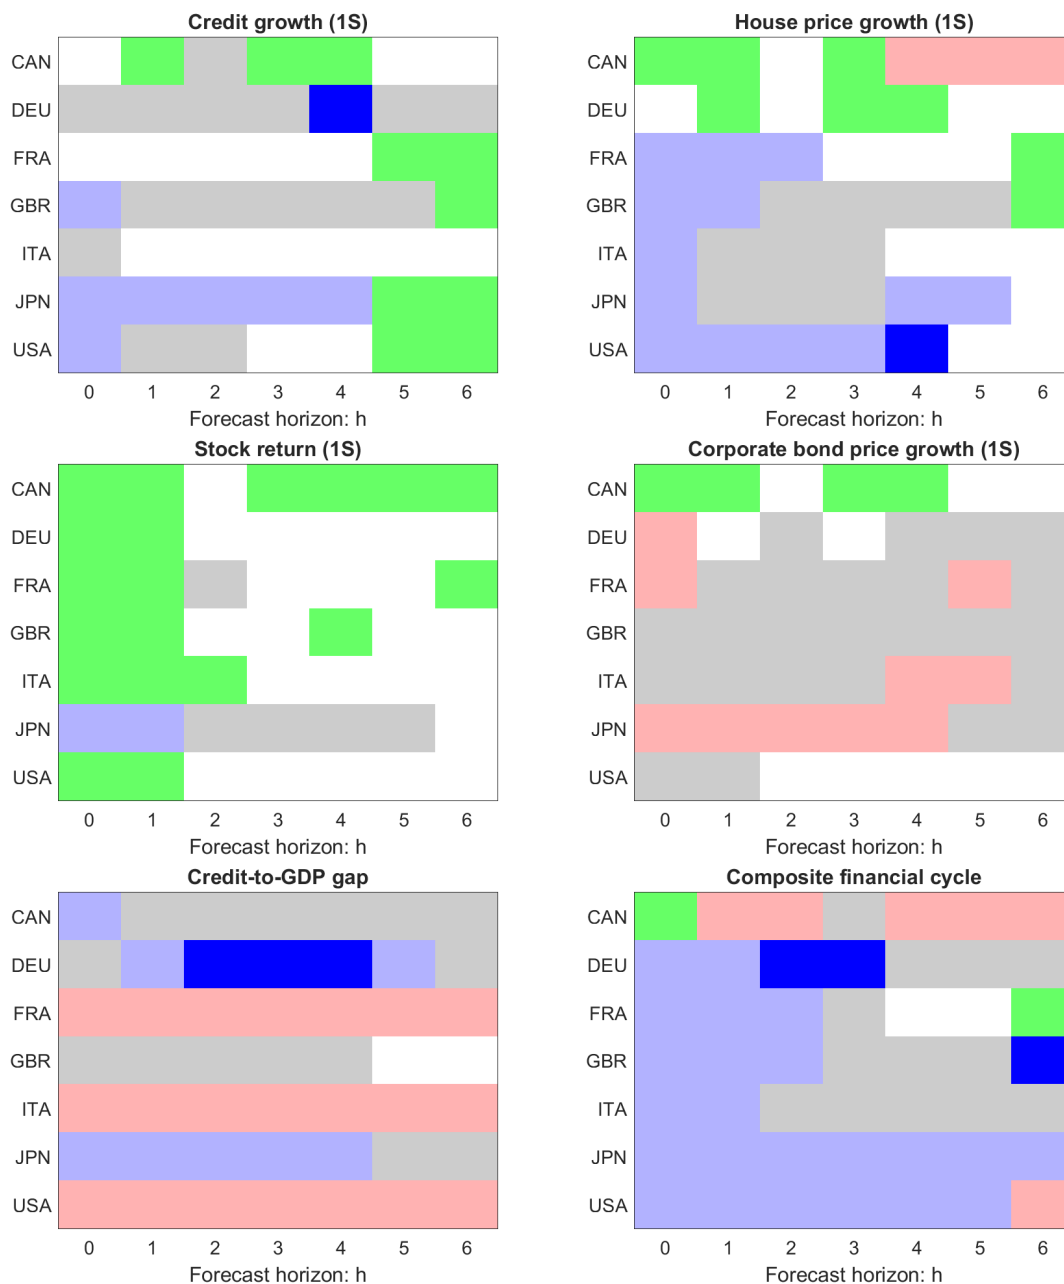 Credit growth (1S)
CAN
DEU
FRA
GBR
ITA
JPN
USA
0 1 2 3 4 5 6
Forecast horizon: h
House price growth (1S)
CAN
DEU
FRA
GBR
ITA
JPN
USA
0 1 2 3 4 5 6
Forecast horizon: h
Stock return (1S)
CAN
DEU
FRA
GBR
ITA
JPN
USA
0 1 2 3 4 5 6
Forecast horizon: h
Corporate bond price growth (1S)
CAN
DEU
FRA
GBR
ITA
JPN
USA
0 1 2 3 4 5 6
Forecast horizon: h
Credit-to-GDP gap
CAN
DEU
FRA
GBR
ITA
JPN
USA
0 1 2 3 4 5 6
Forecast horizon: h
Composite financial cycle
CAN
DEU
FRA
GBR
ITA
JPN
USA
0 1 2 3 4 5 6
Forecast horizon: h